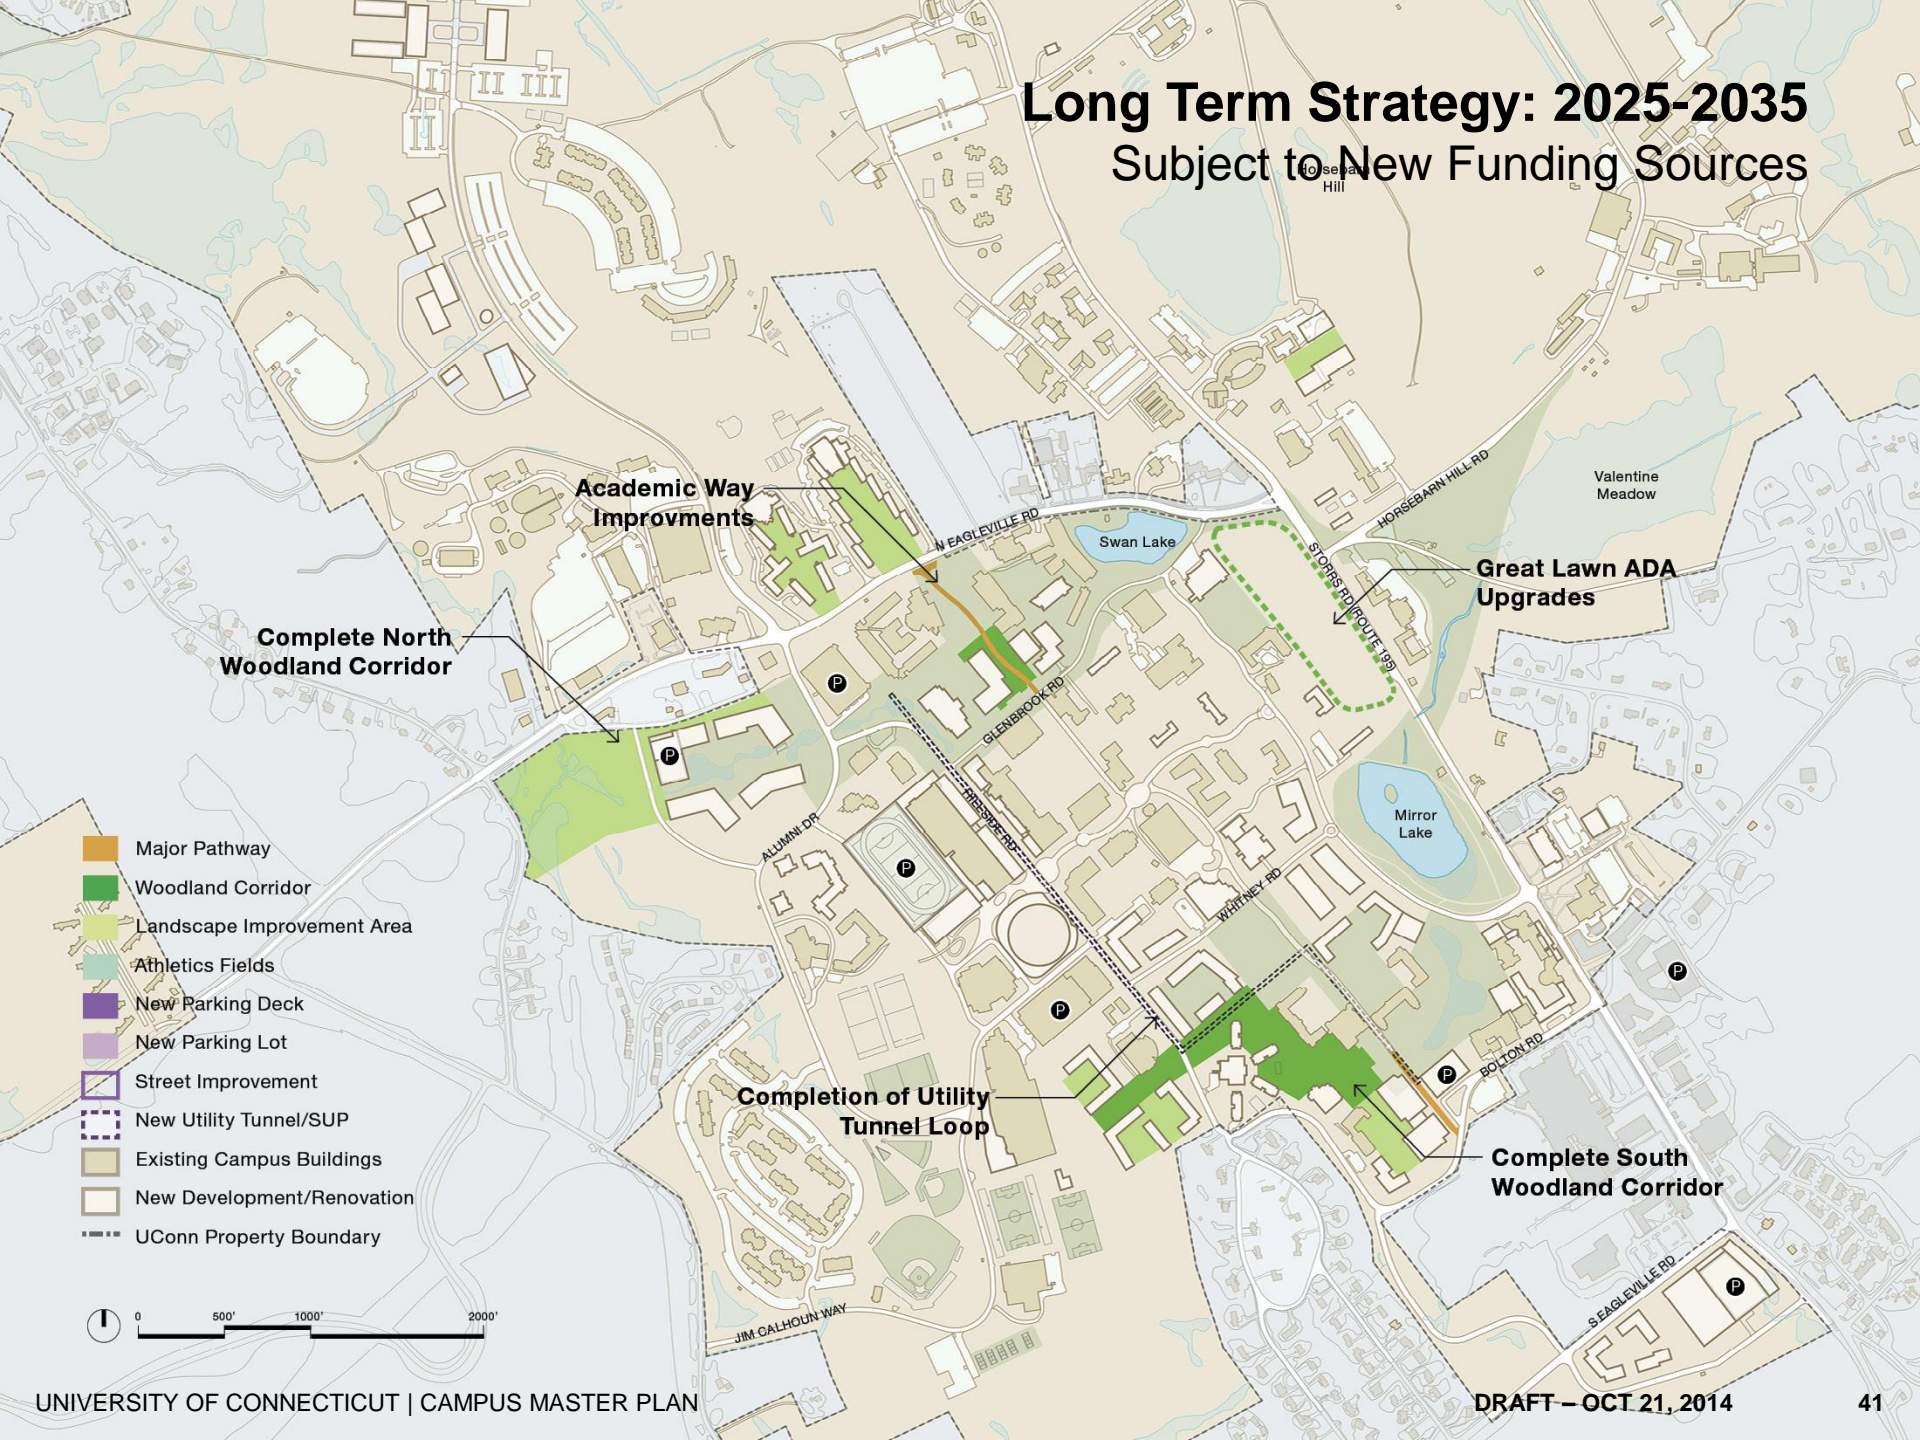 Long Term Strategy: 2025-2035
Subject to New Funding Sources
Horsebarn
Hill
Valentine
Meadow
HORSEBARN HILL RD
Academic Way
Improvments
N EAGLEVILLE RD
Swan Lake
STORRS RD (ROUTE 195)
Great Lawn ADA
Upgrades
Complete North
Woodland Corridor
P
P
GLENBROOK RD
HILLSIDE RD
ALUMNI DR
P
Mirror
Lake
WHITNEY RD
P
P
Completion of Utility
Tunnel Loop
P
BOLTON RD
Complete South
Woodland Corridor
S EAGLEVILLE RD
P
JIM CALHOUN WAY
Major Pathway
Woodland Corridor
Landscape Improvement Area
Athletics Fields
New Parking Deck
New Parking Lot
Street Improvement
New Utility Tunnel/SUP
Existing Campus Buildings
New Development/Renovation
UConn Property Boundary
0 500' 1000' 2000'
UNIVERSITY OF CONNECTICUT | CAMPUS MASTER PLAN
DRAFT – OCT 21, 2014 41